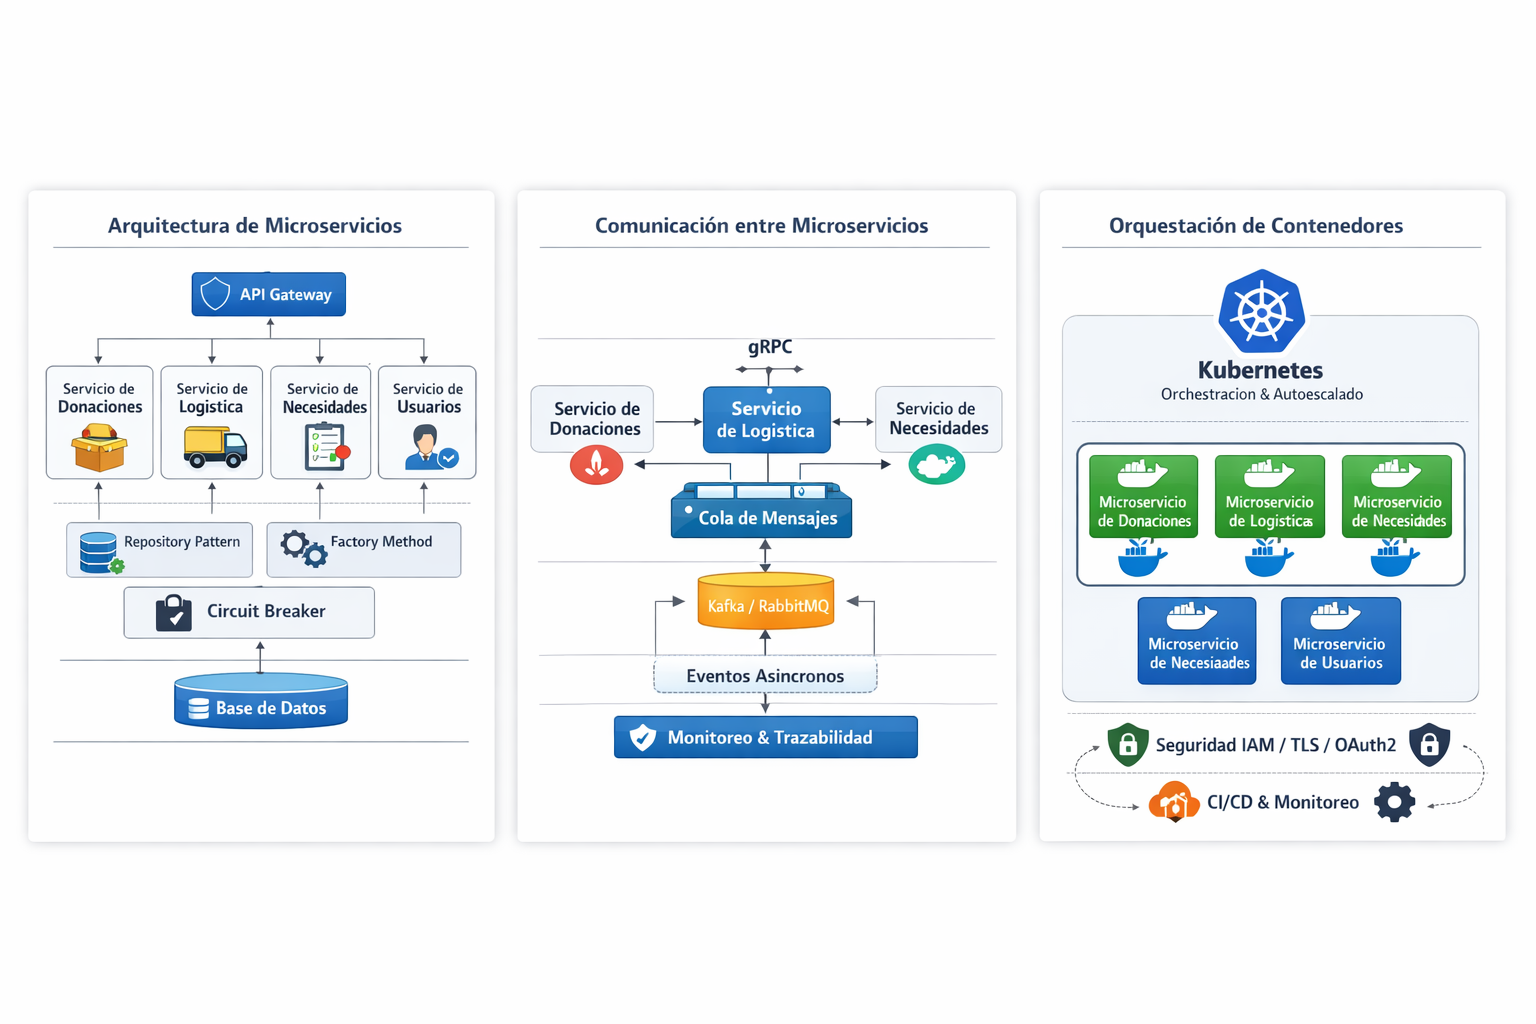 Arquitectura de Microservicios
API Gateway
Servicio de
Donaciones
Servicio de
Logistica
Servicio de
Necesidades
Servicio de
Usuarios
Repository Pattern
Factory Method
Circuit Breaker
Base de Datos
Comunicación entre Microservicios
gRPC
Servicio de
Donaciones
Servicio
de Logistica
Servicio de
Necesidades
Cola de Mensajes
Kafka / RabbitMQ
Eventos Asincronos
Monitoreo & Trazabilidad
Orquestación de Contenedores
Kubernetes
Orchestracion & Autoescalado
Microservicio
de Donaciones
Microservicio
de Logisticas
Microservicio
de Necesidades
Microservicio
de Necesiaades
Microservicio
de Usuarios
Seguridad IAM / TLS / OAuth2
CI/CD & Monitoreo